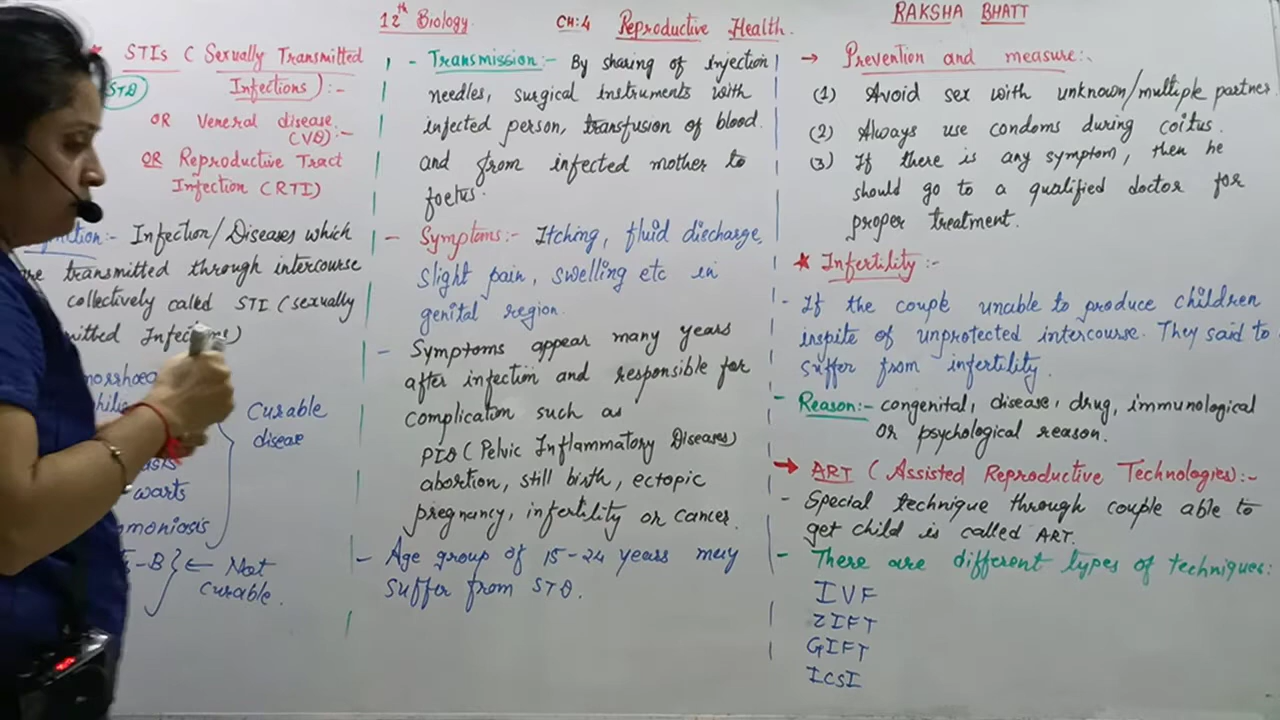 12th Biology.
CH:4 Reproductive Health.
RAKSHA BHATT
* STIs ( Sexually Transmitted
STD
Infections ) :-
OR Veneral disease
(VD):-
OR Reproductive Tract
Infection (RTI)
:- Infection/Diseases which
transmitted through intercourse
collectively called STI (sexually
Infections)
Curable
disease
warts
-B } ← Not
curable.
- Transmission:- By sharing of injection
needles, surgical instruments with
infected person, transfusion of blood.
and from infected mother to
foetus.
- Symptoms:- Itching, fluid discharge,
slight pain, swelling etc in
genital region.
- Symptoms appear many years
after infection and responsible for
complication such as
PID (Pelvic Inflammatory Diseases)
abortion, still birth, ectopic
pregnancy, infertility or cancer.
- Age group of 15-24 years may
suffer from STD.
→ Prevention and measure:-
(1) Avoid sex with unknown/multiple partner
(2) Always use condoms during coitus.
(3) If there is any symptom, then he
should go to a qualified doctor for
proper treatment.
* Infertility :-
- If the couple unable to produce children
inspite of unprotected intercourse. They said to
suffer from infertility.
- Reason:- congenital, disease, drug, immunological
or psychological reason.
→ ART ( Assisted Reproductive Technologies):-
- Special technique through couple able to
get child is called ART.
- There are different types of techniques:
IVF
ZIFT
GIFT
ICSI